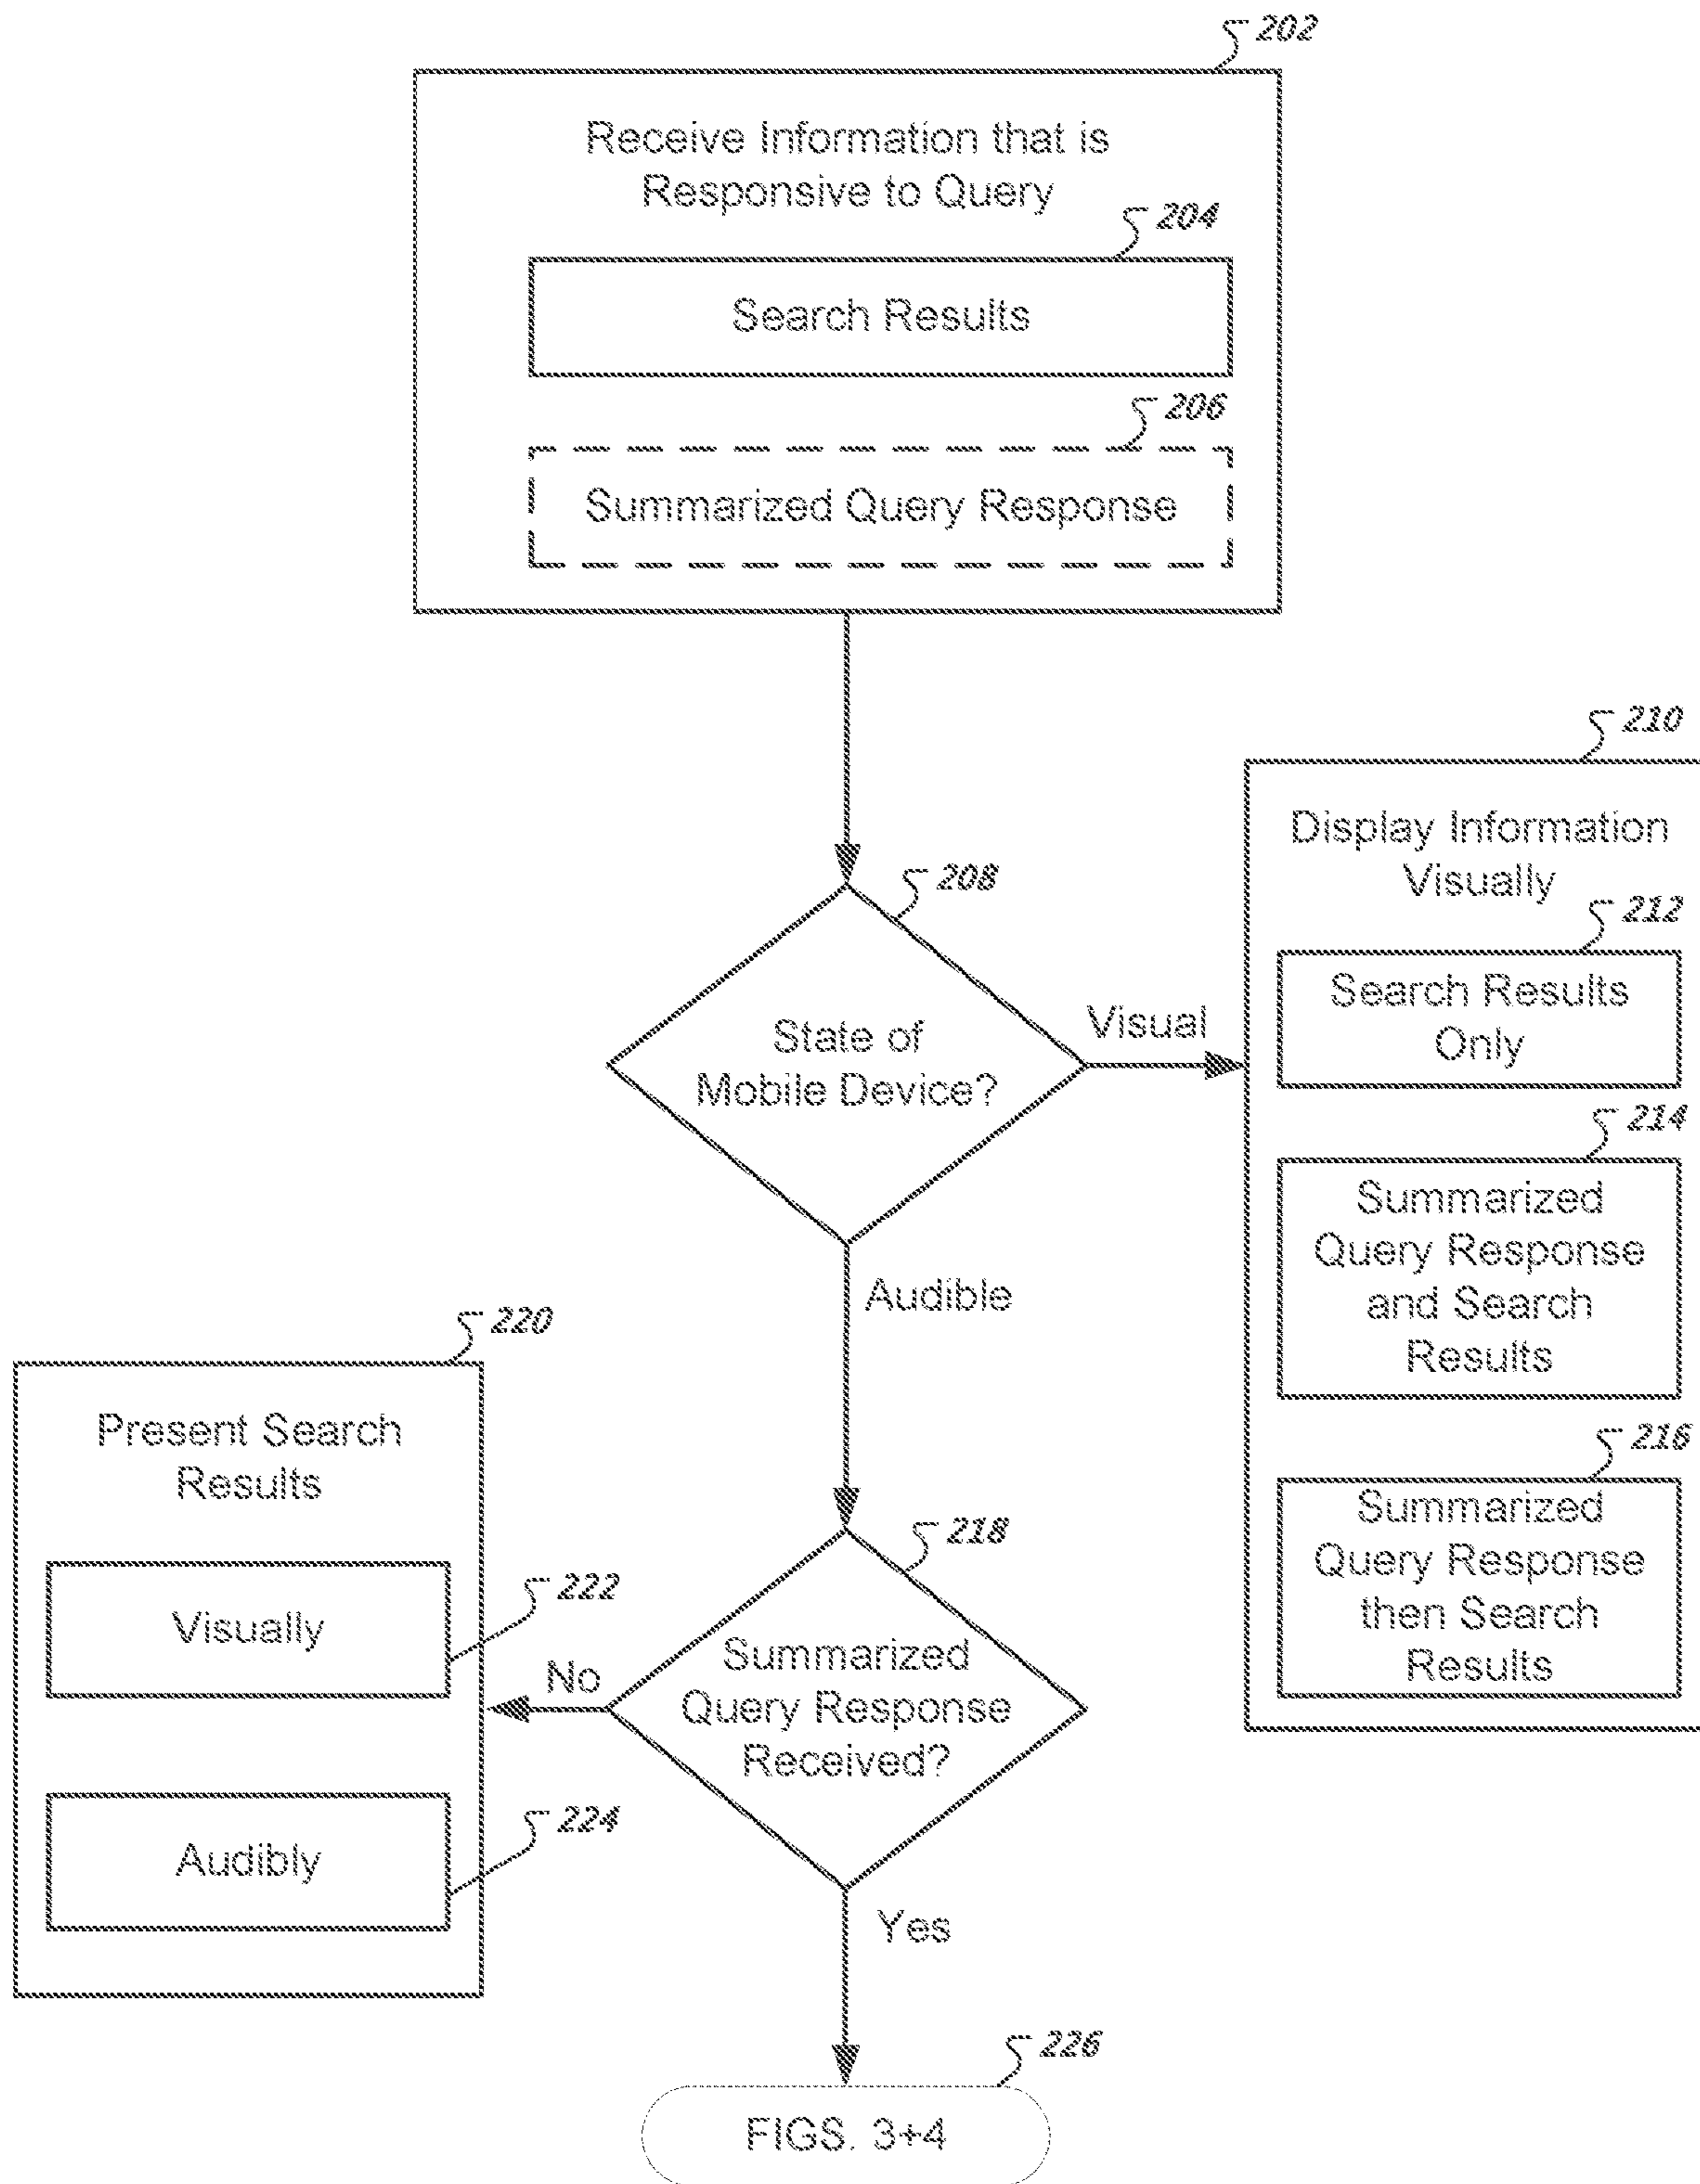 202
Receive Information that is
Responsive to Query
204
Search Results
206
Summarized Query Response
208
State of
Mobile Device?
Visual
Audible
210
Display Information
Visually
212
Search Results
Only
214
Summarized
Query Response
and Search
Results
216
Summarized
Query Response
then Search
Results
218
Summarized
Query Response
Received?
No
Yes
220
Present Search
Results
222
Visually
224
Audibly
226
FIGS. 3+4